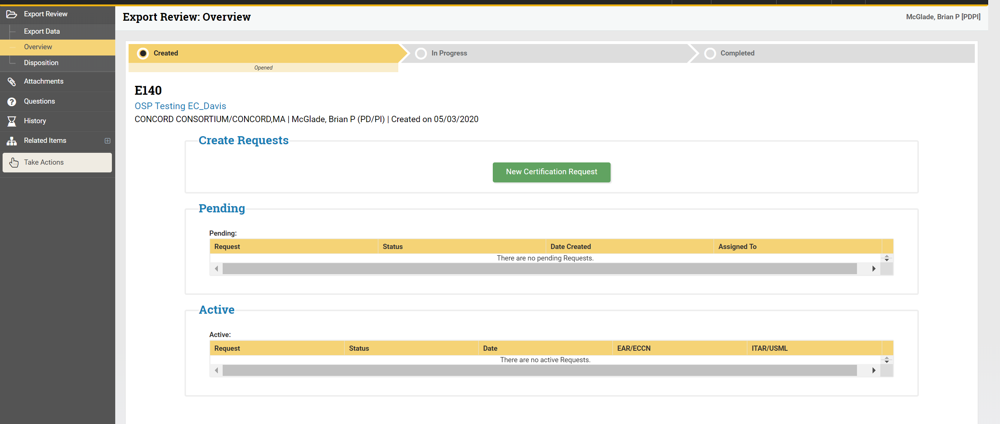 Export Review
Export Data
Overview
Disposition
Attachments
Questions
History
Related Items
Take Actions
Export Review: Overview
McGlade, Brian P [PDPI]
Created
In Progress
Completed
Opened
E140
OSP Testing EC_Davis
CONCORD CONSORTIUM/CONCORD,MA | McGlade, Brian P (PD/PI) | Created on 05/03/2020
Create Requests
New Certification Request
Pending
Pending:
Request Status Date Created Assigned To
There are no pending Requests.
Active
Active:
Request Status Date EAR/ECCN ITAR/USML
There are no active Requests.